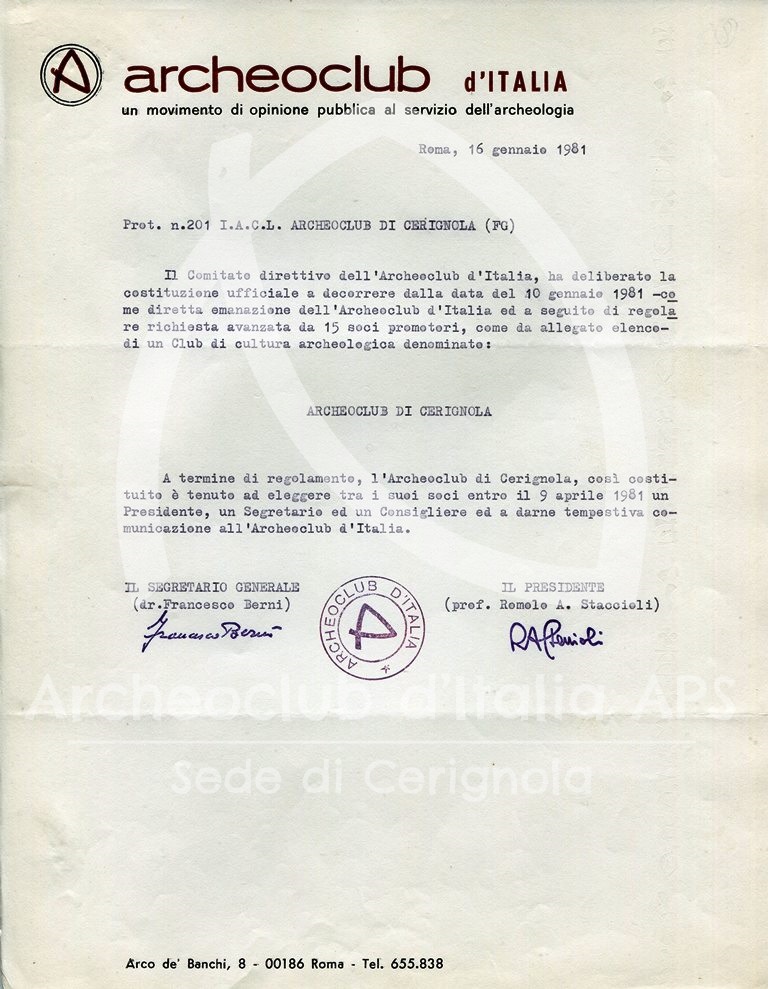 archeoclub d'ITALIA
un movimento di opinione pubblica al servizio dell'archeologia
Roma, 16 gennaio 1981
Prot. n.201 I.A.C.L. ARCHEOCLUB DI CERIGNOLA (FG)
Il Comitato direttivo dell'Archeoclub d'Italia, ha deliberato la
costituzione ufficiale a decorrere dalla data del 10 gennaio 1981 -co
me diretta emanazione dell'Archeoclub d'Italia ed a seguito di regola
re richiesta avanzata da 15 soci promotori, come da allegato elenco-
di un Club di cultura archeologica denominato:
ARCHEOCLUB DI CERIGNOLA
A termine di regolamento, l'Archeoclub di Cerignola, così costi-
tuito è tenuto ad eleggere tra i suoi soci entro il 9 aprile 1981 un
Presidente, un Segretario ed un Consigliere ed a darne tempestiva co-
municazione all'Archeoclub d'Italia.
IL SEGRETARIO GENERALE
(dr.Francesco Berni)
Francesco Berni
ARCHEOCLUB D'ITALIA
IL PRESIDENTE
(prof. Romolo A. Staccioli)
Archeoclub d'Italia APS
Sede di Cerignola
Arco de' Banchi, 8 - 00186 Roma - Tel. 655.838